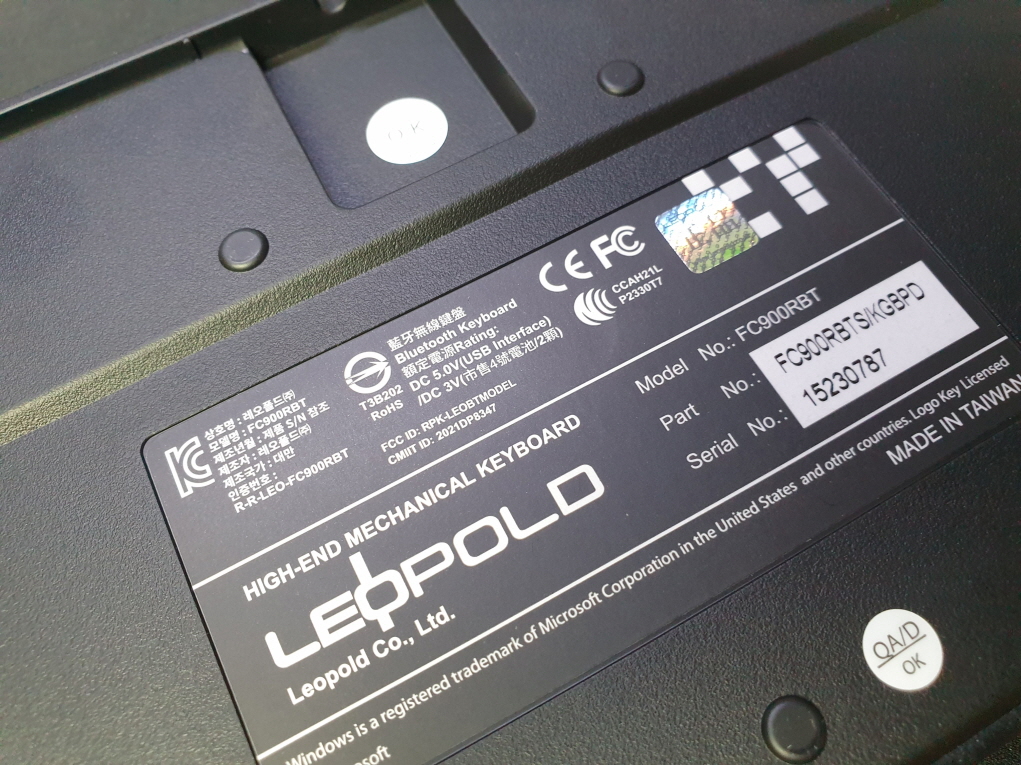 O.K
CE FC
CCAH21L
P2330T7
藍牙無線鍵盤
Bluetooth Keyboard
額定電源Rating:
DC 5.0V(USB Interface)
/DC 3V(市售4號電池/2顆)
T3B202
RoHS
FCC ID: RPK-LEOBTMODEL
CMIIT ID: 2021DP8347
상호명 : 레오폴드㈜
모델명 : FC900RBT
제조년월 : 제품 S/N 참조
제조자 : 레오폴드㈜
제조국가 : 대만
인증번호 :
R-R-LEO-FC900RBT
Model No.: FC900RBT
Part No.: FC900RBTS/KGBPD
Serial No.: 15230787
HIGH-END MECHANICAL KEYBOARD
LEOPOLD
Leopold Co., Ltd.
MADE IN TAIWAN
Windows is a registered trademark of Microsoft Corporation in the United States and other countries. Logo Key Licensed
soft
QA/D
OK